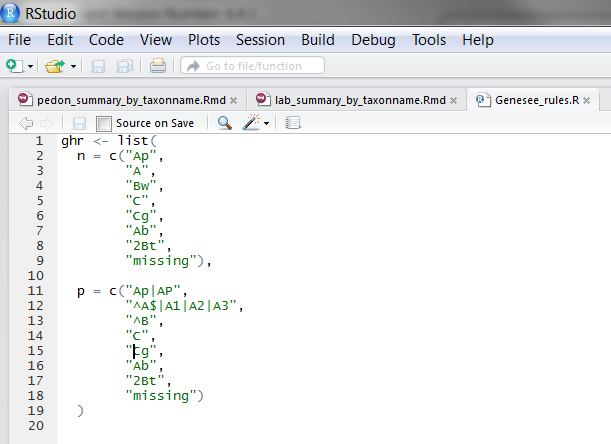 RStudio
File Edit Code View Plots Session Build Debug Tools Help
Go to file/function
pedon_summary_by_taxonname.Rmd lab_summary_by_taxonname.Rmd Genesee_rules.R
Source on Save
1 ghr <- list(
2 n = c("Ap",
3 "A",
4 "Bw",
5 "C",
6 "Cg",
7 "Ab",
8 "2Bt",
9 "missing"),
10
11 p = c("Ap|AP",
12 "^A$|A1|A2|A3",
13 "^B",
14 "C",
15 "Cg",
16 "Ab",
17 "2Bt",
18 "missing")
19 )
20